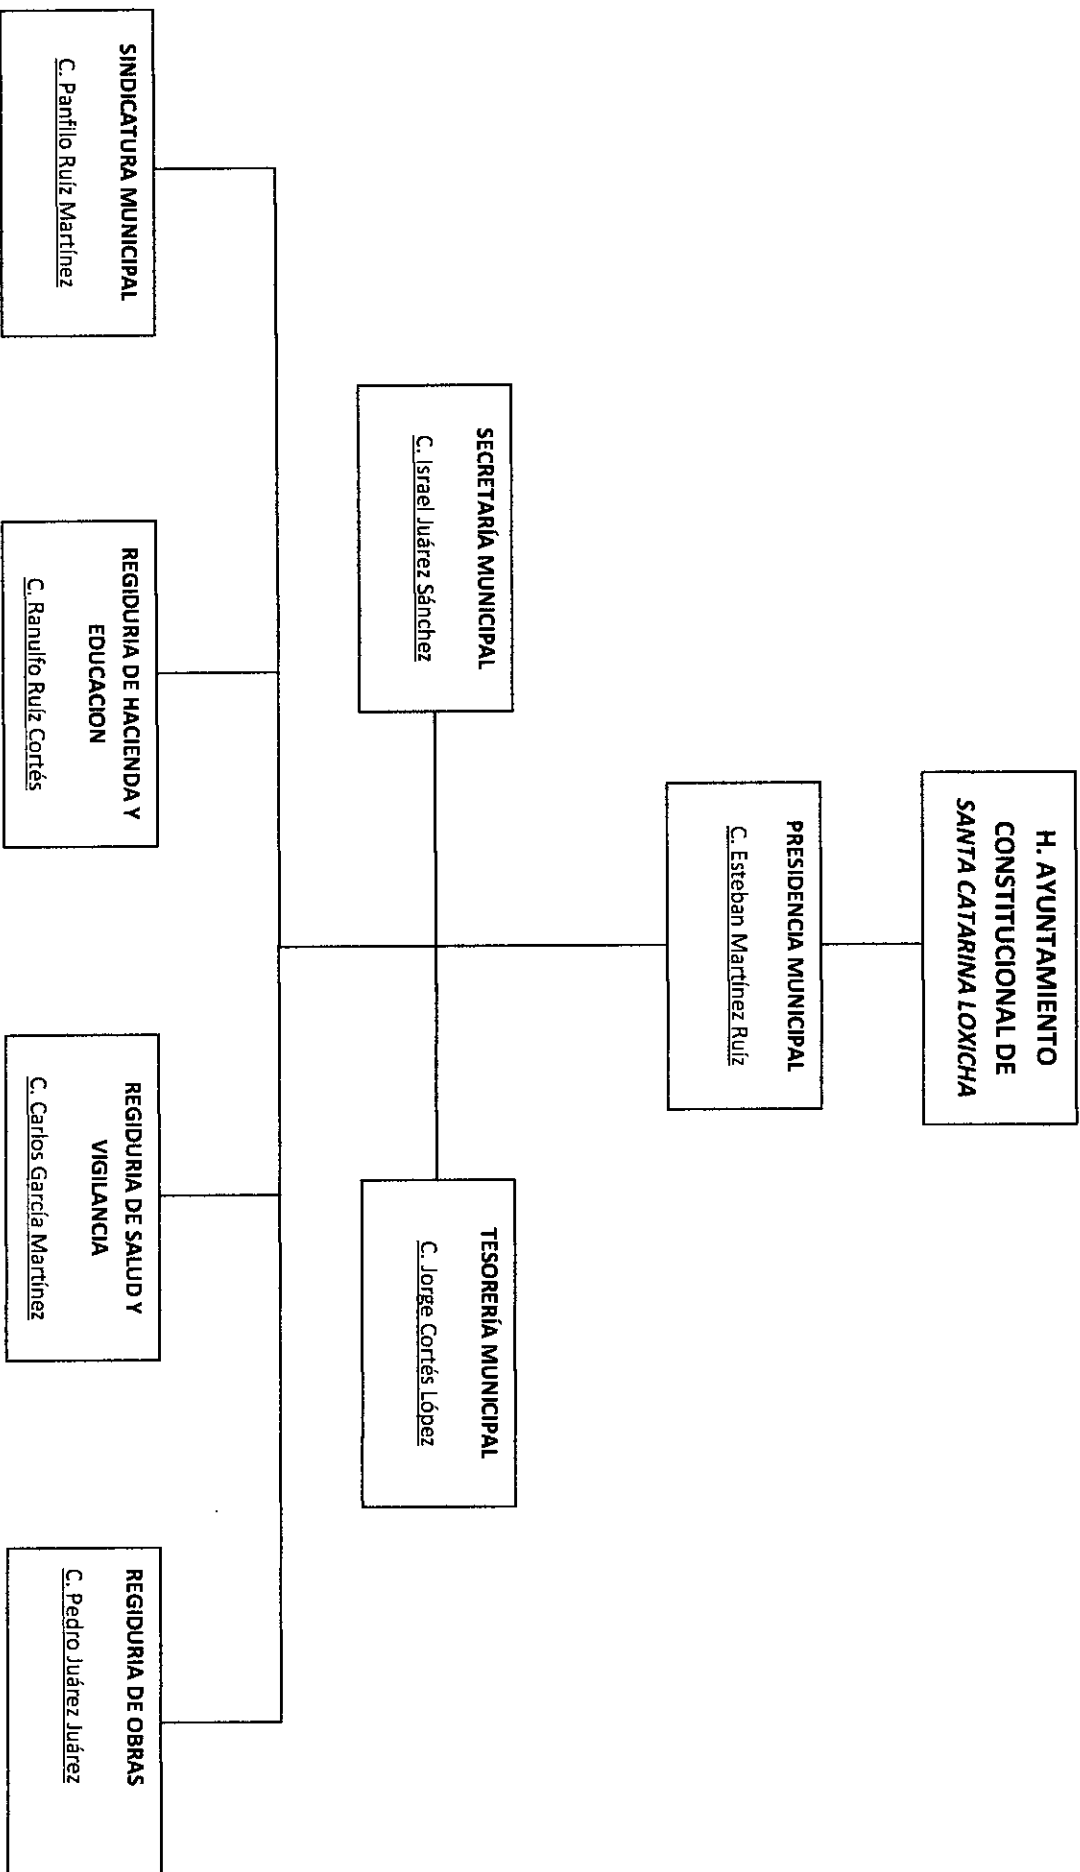 H. AYUNTAMIENTO
CONSTITUCIONAL DE
SANTA CATARINA LOXICHA
PRESIDENCIA MUNICIPAL
C. Esteban Martínez Ruíz
SECRETARÍA MUNICIPAL
C. Israel Juárez Sánchez
TESORERÍA MUNICIPAL
C. Jorge Cortés López
SINDICATURA MUNICIPAL
C. Panfilo Ruíz Martínez
REGIDURIA DE HACIENDA Y
EDUCACION
C. Ranulfo Ruíz Cortés
REGIDURIA DE SALUD Y
VIGILANCIA
C. Carlos García Martínez
REGIDURIA DE OBRAS
C. Pedro Juárez Juárez